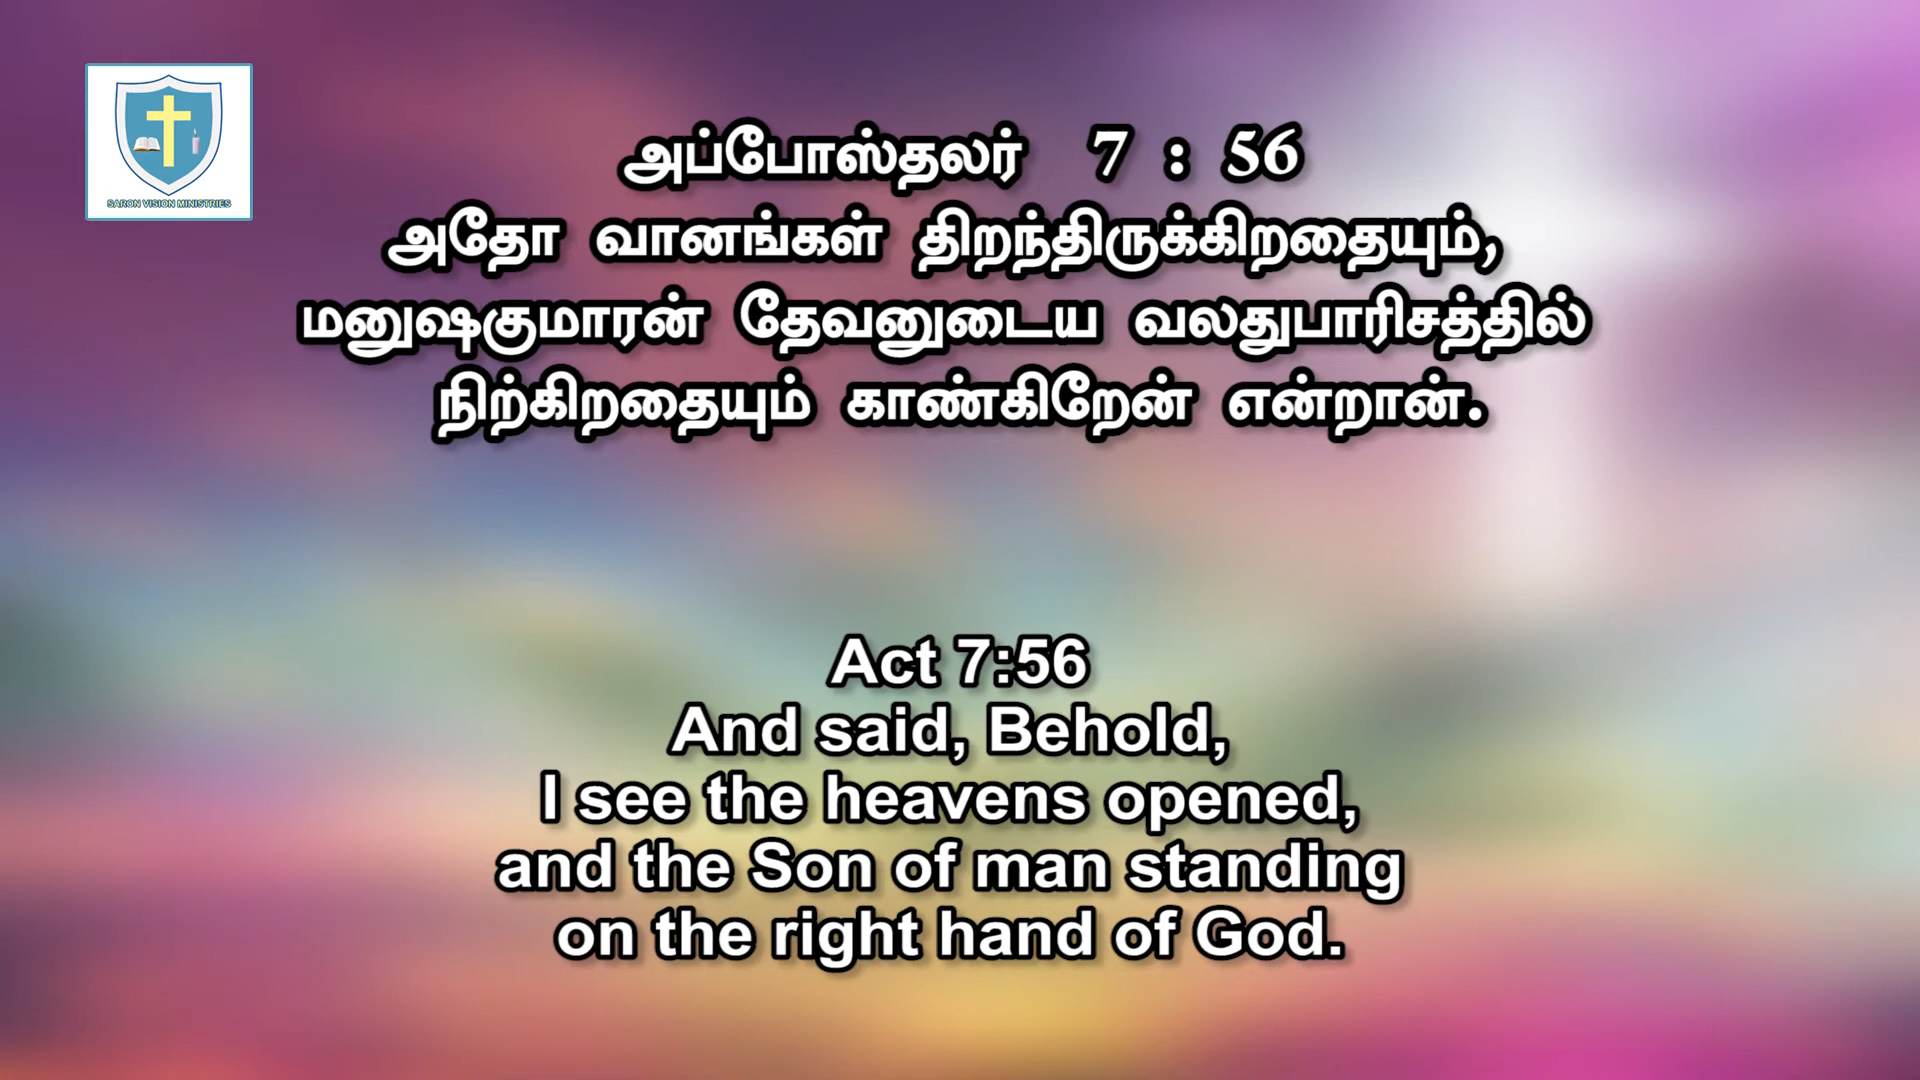 SARON VISION MINISTRIES
அப்போஸ்தலர் 7 : 56
அதோ வானங்கள் திறந்திருக்கிறதையும்,
மனுஷகுமாரன் தேவனுடைய வலதுபாரிசத்தில்
நிற்கிறதையும் காண்கிறேன் என்றான்.
Act 7:56
And said, Behold,
I see the heavens opened,
and the Son of man standing
on the right hand of God.